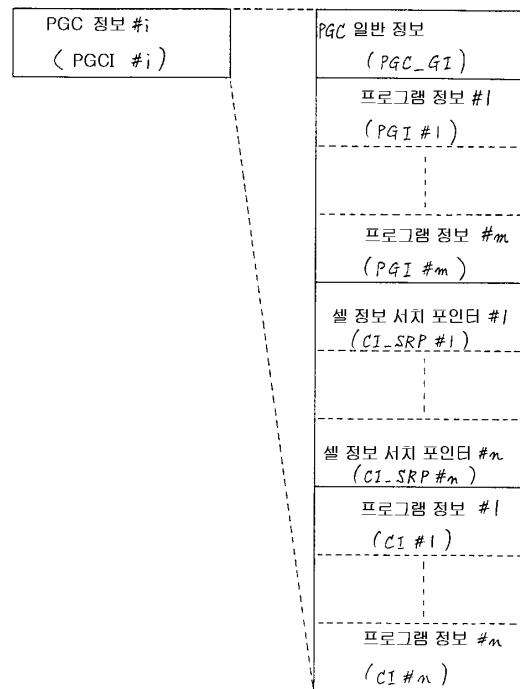 PGC 정보 #i
( PGCI #i )
PGC 일반 정보
( PGC_GI )
프로그램 정보 #1
( PGI #1 )
프로그램 정보 #m
( PGI #m )
셀 정보 서치 포인터 #1
( CI_SRP #1 )
셀 정보 서치 포인터 #n
( CI_SRP #n )
프로그램 정보 #1
( CI #1 )
프로그램 정보 #n
( CI #n )